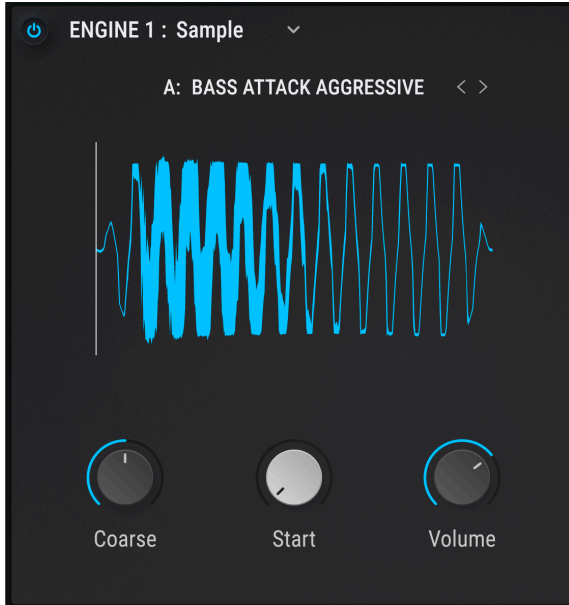 ENGINE 1 : Sample
A: BASS ATTACK AGGRESSIVE < >
Coarse
Start
Volume